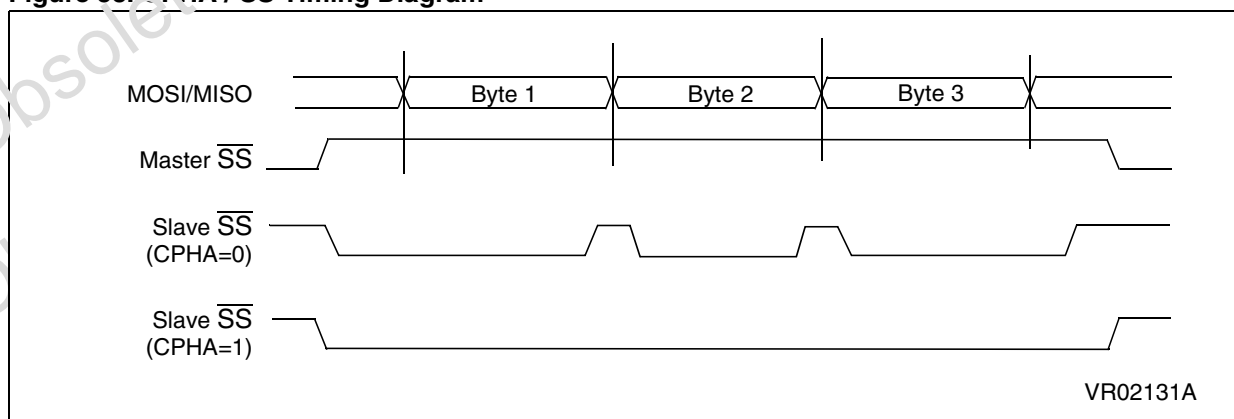 MOSI/MISO
Byte 1
Byte 2
Byte 3
Master SS
Slave SS
(CPHA=0)
Slave SS
(CPHA=1)
VR02131A